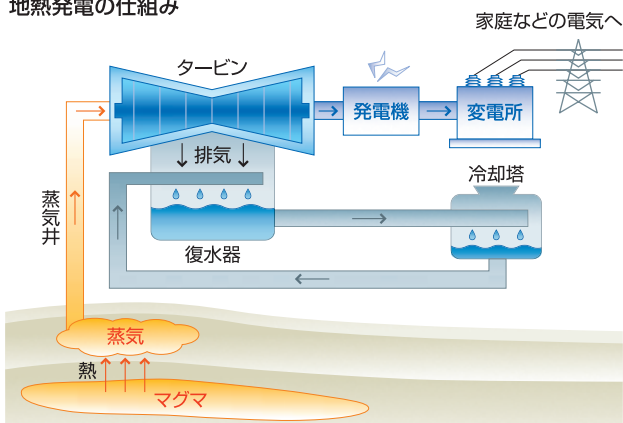 地熱発電の仕組み
家庭などの電気へ
タービン
発電機
変電所
排気
冷却塔
蒸気井
復水器
蒸気
熱
マグマ